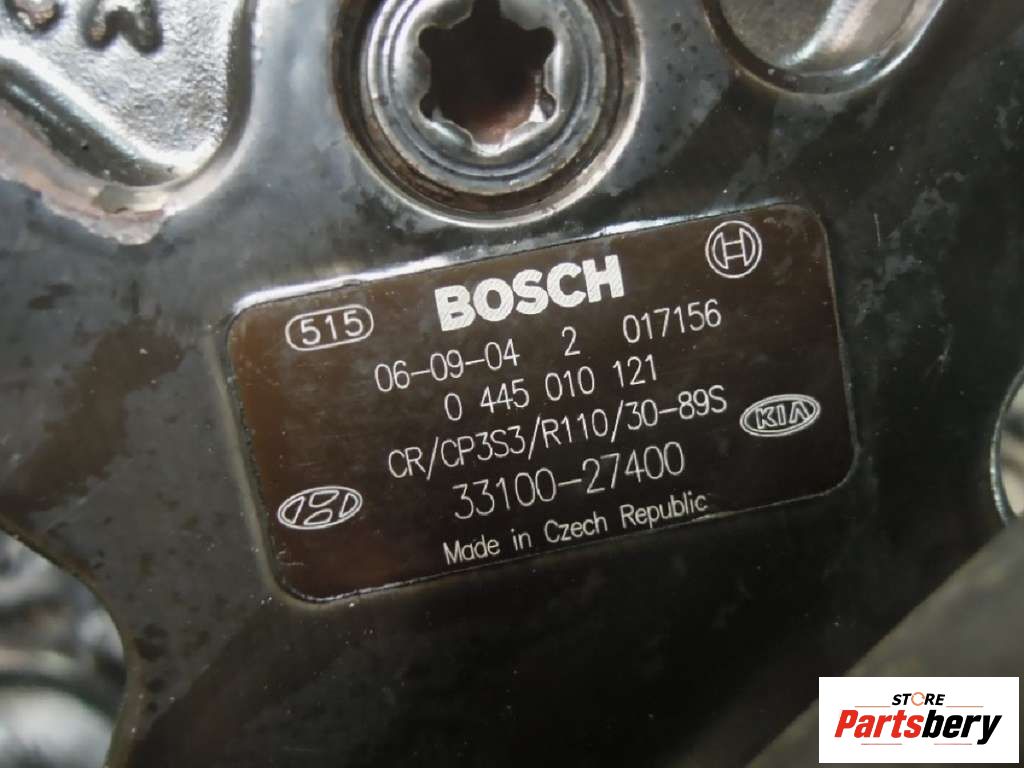 BOSCH
515
06-09-04 2 017156
0 445 010 121
CR/CP3S3/R110/30-89S
KIA
33100-27400
Made in Czech Republic
STORE
Partsbery